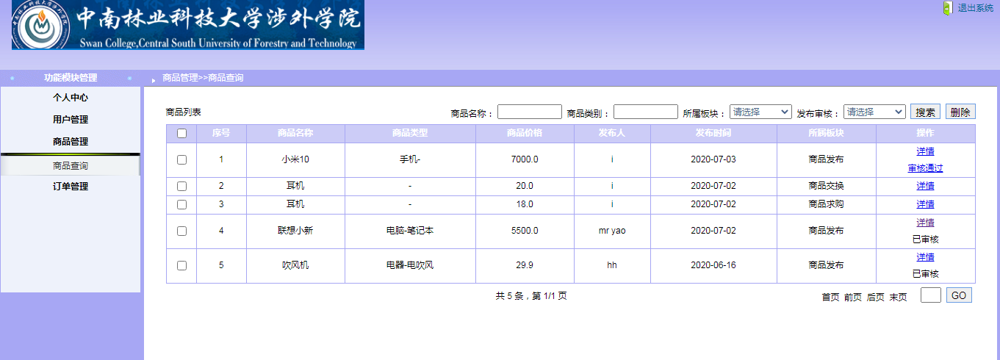 中南林业科技大学涉外学院
Swan College,Central South University of Forestry and Technology
退出系统
功能模块管理
商品管理>>商品查询
个人中心
用户管理
商品管理
商品查询
订单管理
商品列表 商品名称： 商品类别： 所属板块： 请选择 发布审核： 请选择 搜索 删除
序号 商品名称 商品类型 商品价格 发布人 发布时间 所属板块 操作
1 小米10 手机- 7000.0 i 2020-07-03 商品发布 详情
审核通过
2 耳机 - 20.0 i 2020-07-02 商品交换 详情
3 耳机 - 18.0 i 2020-07-02 商品求购 详情
4 联想小新 电脑-笔记本 5500.0 mr yao 2020-07-02 商品发布 详情
已审核
5 吹风机 电器-电吹风 29.9 hh 2020-06-16 商品发布 详情
已审核
共 5 条，第 1/1 页 首页 前页 后页 末页 GO